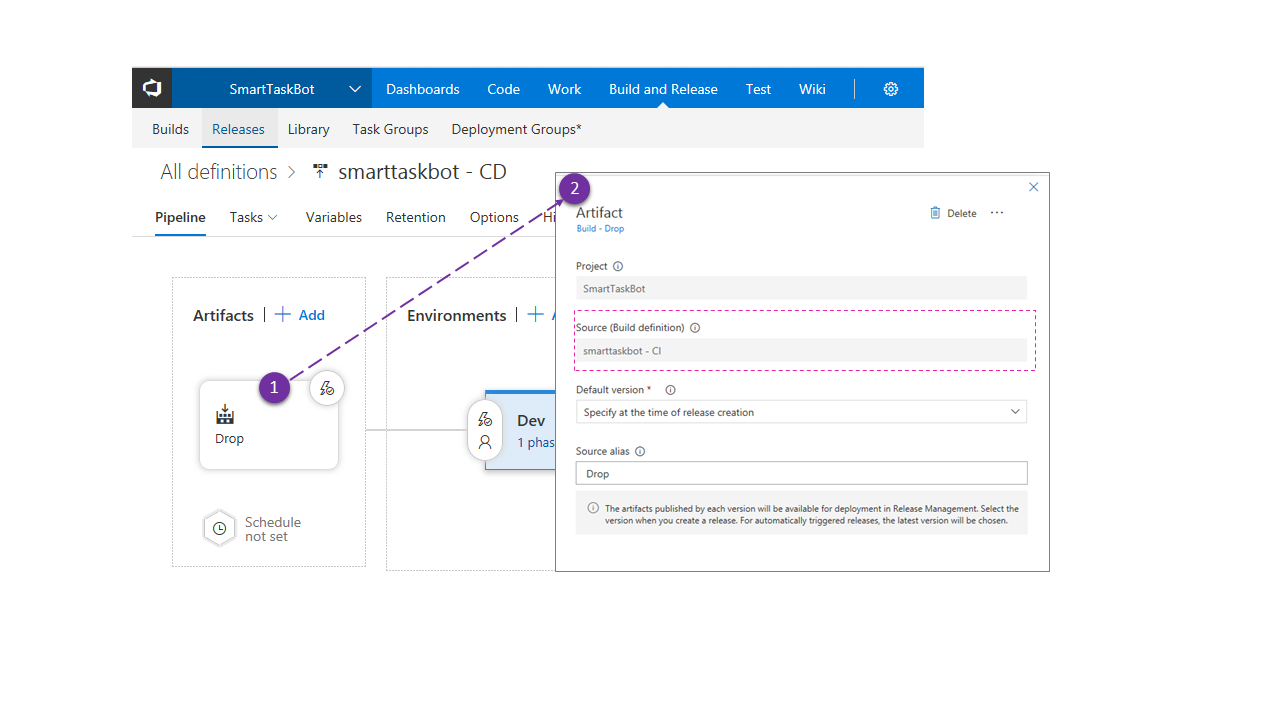 SmartTaskBot
Dashboards
Code
Work
Build and Release
Test
Wiki
Builds
Releases
Library
Task Groups
Deployment Groups*
All definitions > smarttaskbot - CD
Pipeline
Tasks
Variables
Retention
Options
Hi
Artifacts | + Add
Environments | +
1
Drop
Schedule
not set
Dev
1 phas
2
Artifact
Build - Drop
Delete ...
Project
SmartTaskBot
Source (Build definition)
smarttaskbot - CI
Default version *
Specify at the time of release creation
Source alias
Drop
The artifacts published by each version will be available for deployment in Release Management. Select the
version when you create a release. For automatically triggered releases, the latest version will be chosen.